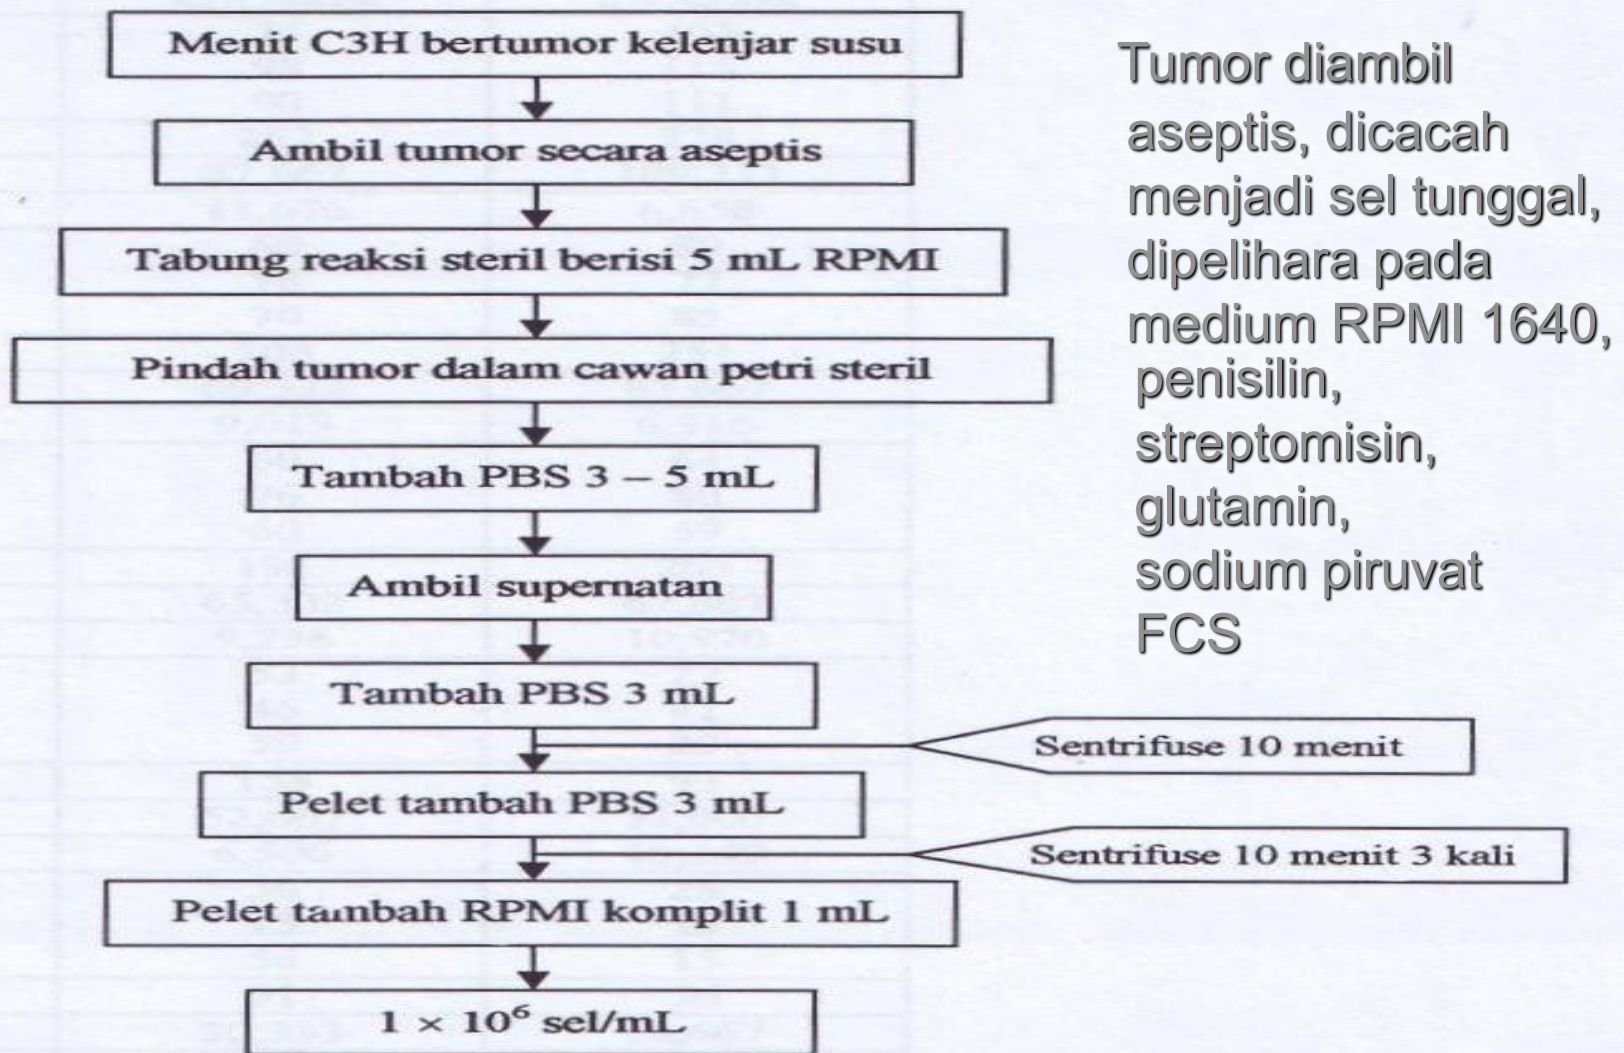 Menit C3H bertumor kelenjar susu
Ambil tumor secara aseptis
Tabung reaksi steril berisi 5 mL RPMI
Pindah tumor dalam cawan petri steril
Tambah PBS 3 – 5 mL
Ambil supernatan
Tambah PBS 3 mL
Sentrifuse 10 menit
Pelet tambah PBS 3 mL
Sentrifuse 10 menit 3 kali
Pelet tambah RPMI komplit 1 mL
1 × 10⁶ sel/mL
Tumor diambil
aseptis, dicacah
menjadi sel tunggal,
dipelihara pada
medium RPMI 1640,
penisilin,
streptomisin,
glutamin,
sodium piruvat
FCS